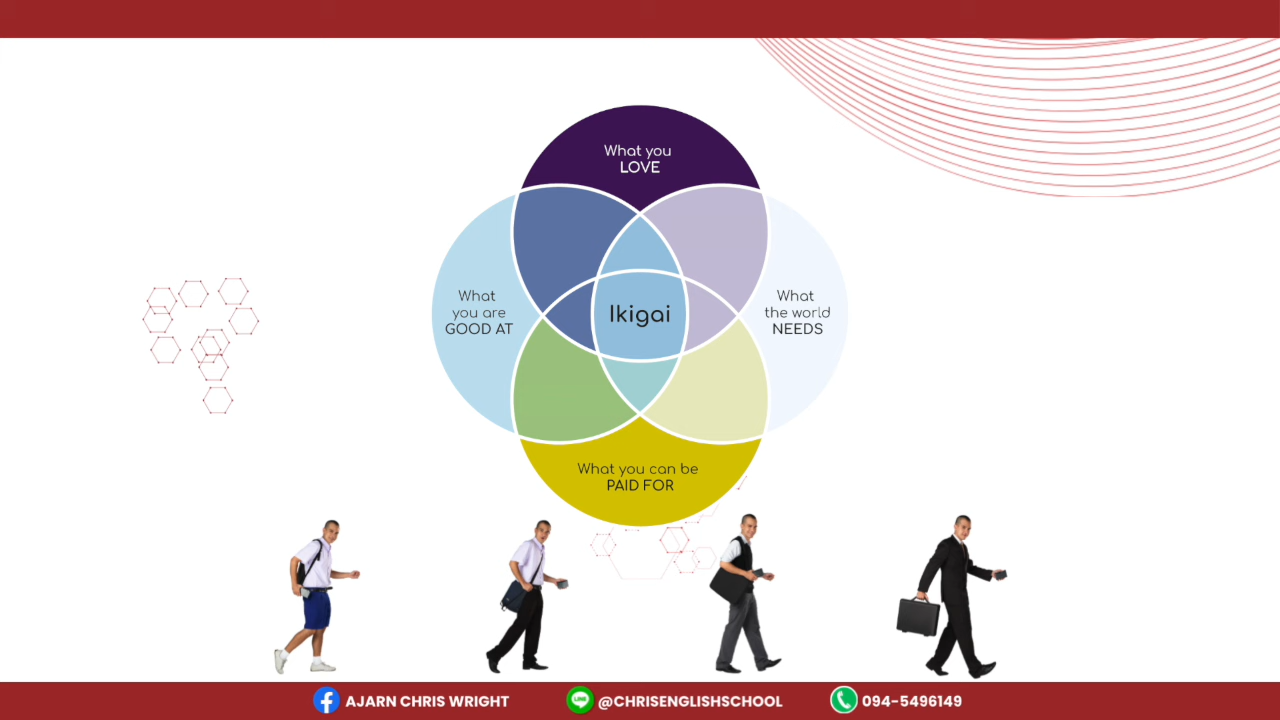 What you
LOVE
What
you are
GOOD AT
Ikigai
What
the world
NEEDS
What you can be
PAID FOR
AJARN CHRIS WRIGHT
LINE
@CHRISENGLISHSCHOOL
094-5496149